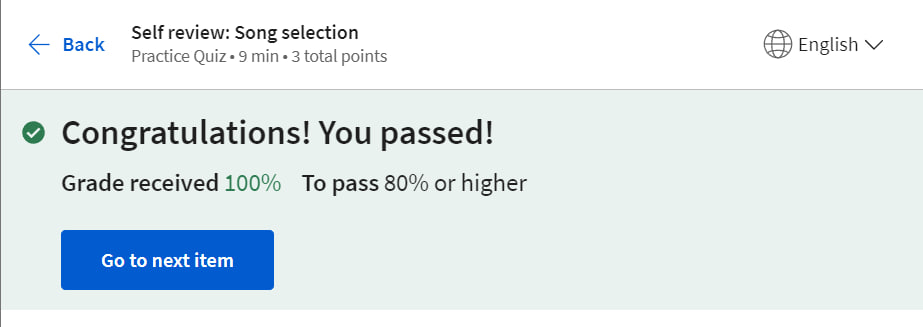 Back
Self review: Song selection
Practice Quiz • 9 min • 3 total points
English
Congratulations! You passed!
Grade received 100% To pass 80% or higher
Go to next item